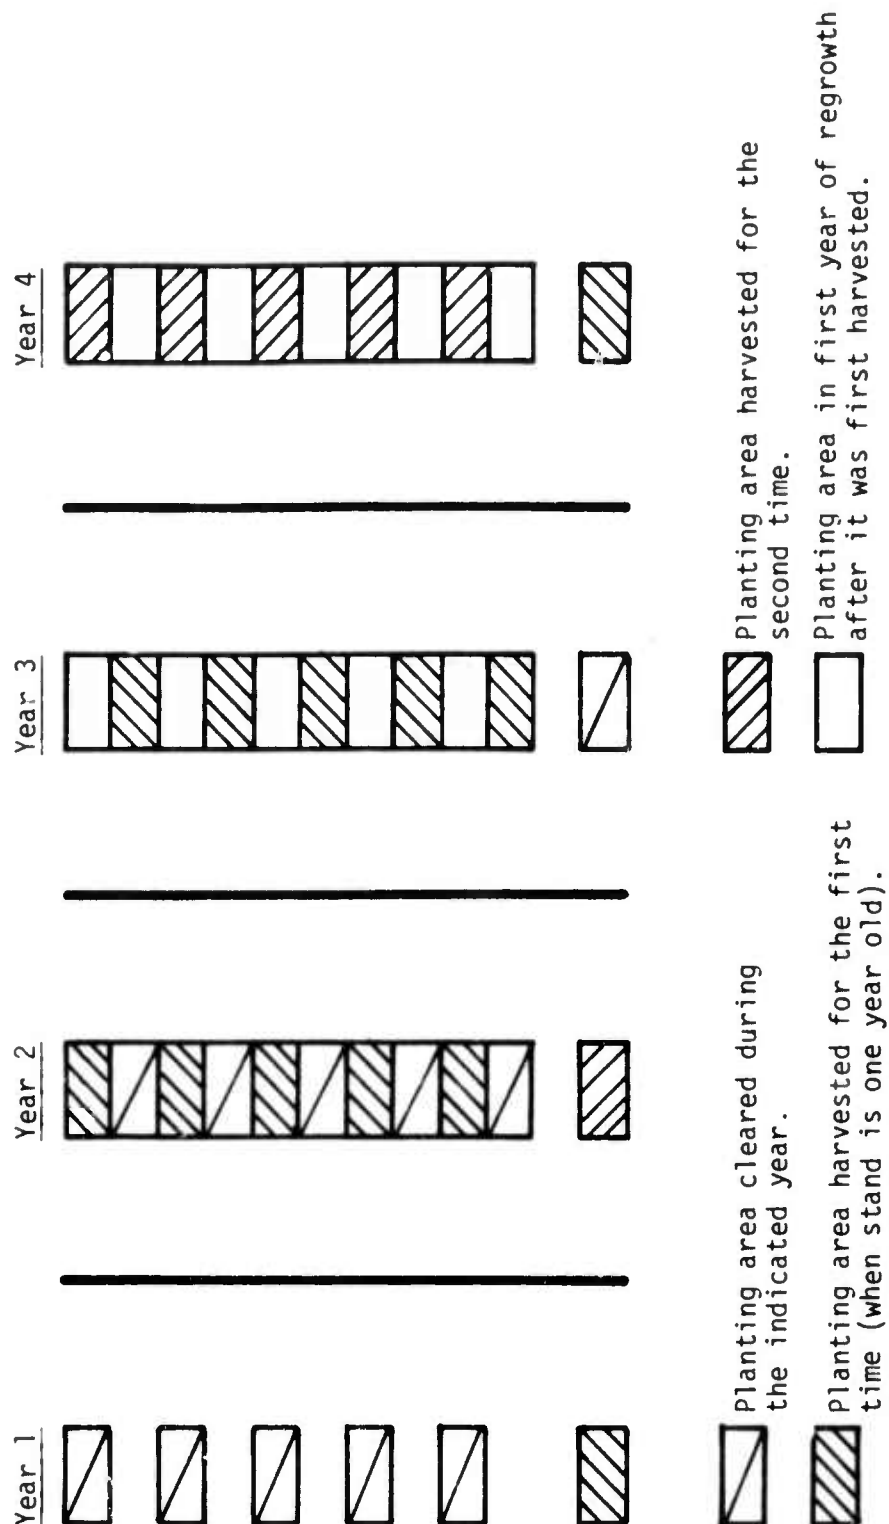 Year 1
Year 2
Year 3
Year 4
Planting area cleared during
the indicated year.
Planting area harvested for the first
time (when stand is one year old).
Planting area harvested for the
second time.
Planting area in first year of regrowth
after it was first harvested.